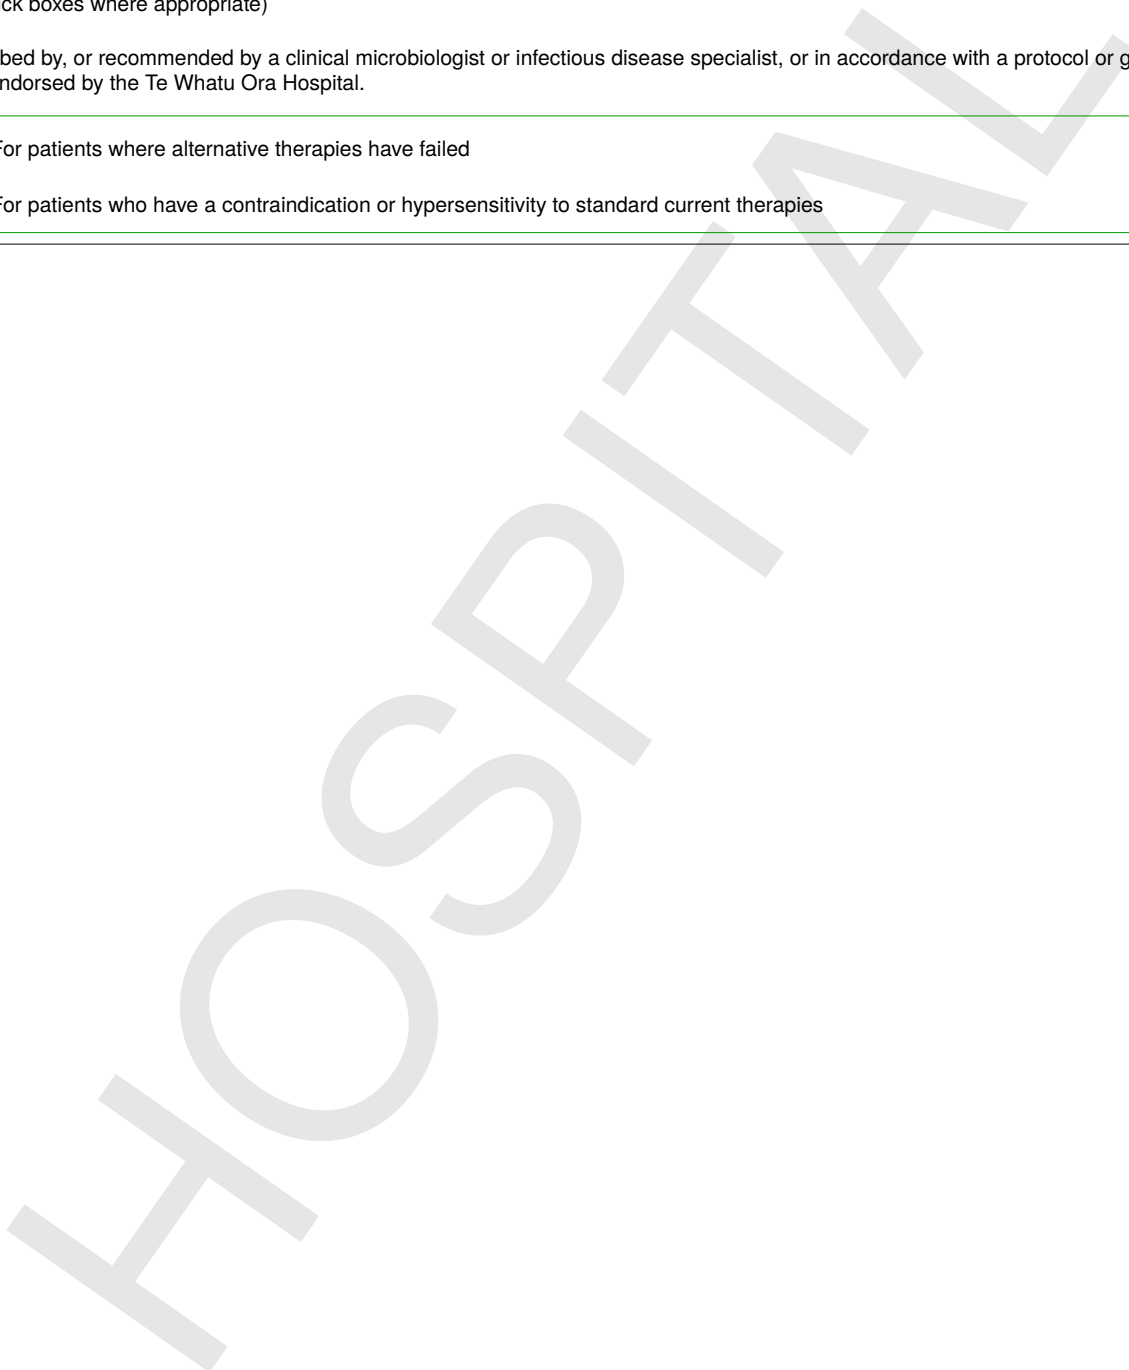 ck boxes where appropriate)
bed by, or recommended by a clinical microbiologist or infectious disease specialist, or in accordance with a protocol or g
ndorsed by the Te Whatu Ora Hospital.
For patients where alternative therapies have failed
For patients who have a contraindication or hypersensitivity to standard current therapies
HOSPITAL